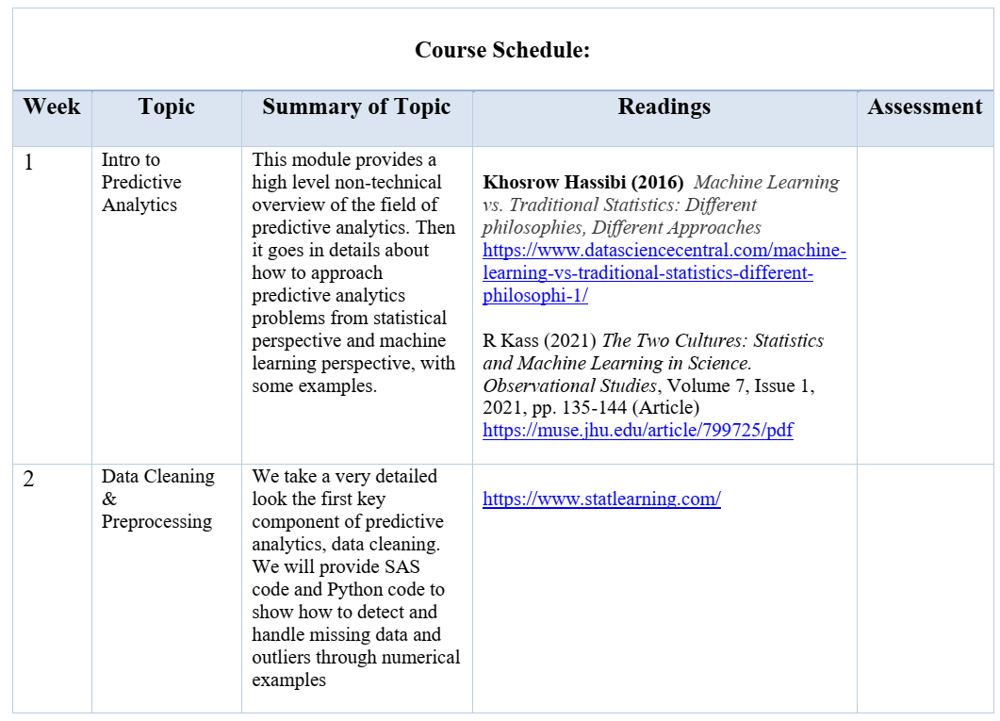 Course Schedule:
Week Topic Summary of Topic Readings Assessment
1
Intro to
Predictive
Analytics
This module provides a
high level non-technical
overview of the field of
predictive analytics. Then
it goes in details about
how to approach
predictive analytics
problems from statistical
perspective and machine
learning perspective, with
some examples.
Khosrow Hassibi (2016) Machine Learning
vs. Traditional Statistics: Different
philosophies, Different Approaches
https://www.datasciencecentral.com/machine-
learning-vs-traditional-statistics-different-
philosophi-1/
R Kass (2021) The Two Cultures: Statistics
and Machine Learning in Science.
Observational Studies, Volume 7, Issue 1,
2021, pp. 135-144 (Article)
https://muse.jhu.edu/article/799725/pdf
2
Data Cleaning
&
Preprocessing
We take a very detailed
look the first key
component of predictive
analytics, data cleaning.
We will provide SAS
code and Python code to
show how to detect and
handle missing data and
outliers through numerical
examples
https://www.statlearning.com/